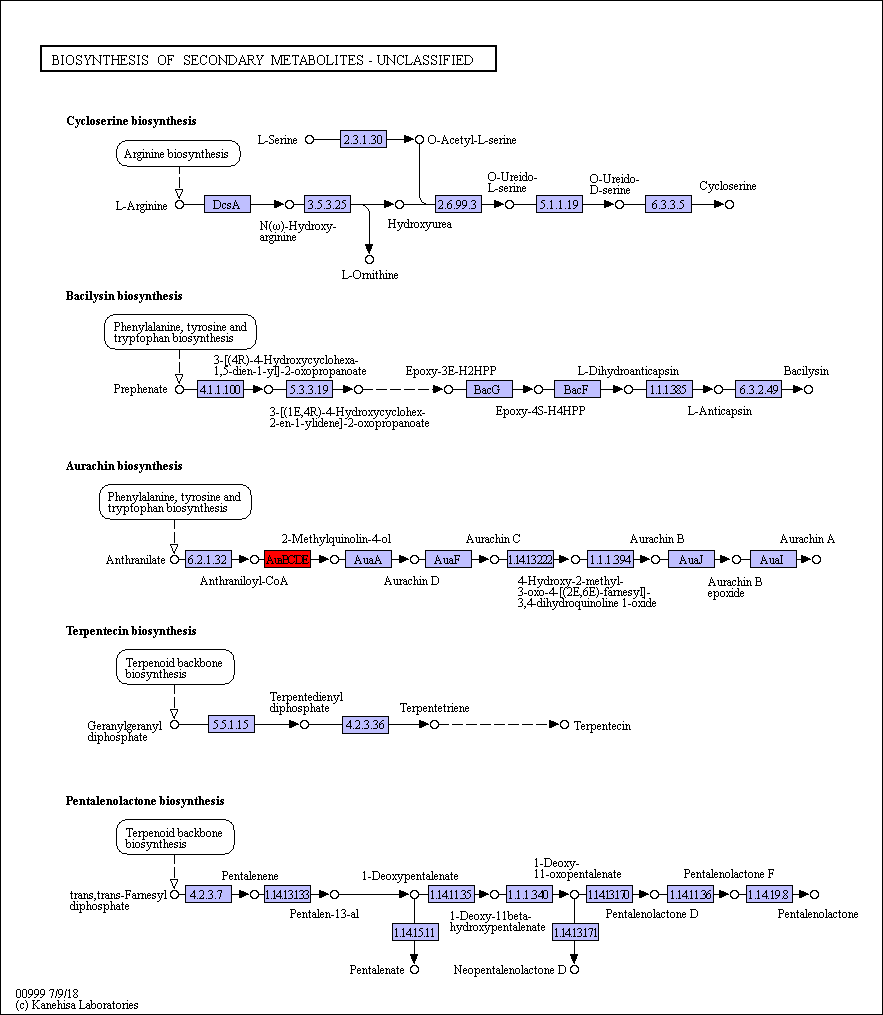 BIOSYNTHESIS OF SECONDARY METABOLITES - UNCLASSIFIED
Cycloserine biosynthesis
L-Serine
2.3.1.30
O-Acetyl-L-serine
Arginine biosynthesis
O-Ureido-
L-serine
O-Ureido-
D-serine
Cycloserine
L-Arginine
DcsA
3.5.3.25
2.6.99.3
5.1.1.19
6.3.3.5
N(ω)-Hydroxy-
arginine
Hydroxyurea
L-Ornithine
Bacilysin biosynthesis
Phenylalanine, tyrosine and
tryptophan biosynthesis
3-[(4R)-4-Hydroxycyclohexa-
1,5-dien-1-yl]-2-oxopropanoate
Epoxy-3E-H2HPP
L-Dihydroanticapsin
Bacilysin
Prephenate
4.1.1.100
5.3.3.19
BacG
BacF
1.1.1.385
6.3.2.49
3-[(1E,4R)-4-Hydroxycyclohex-
2-en-1-ylidene]-2-oxopropanoate
Epoxy-4S-H4HPP
L-Anticapsin
Aurachin biosynthesis
Phenylalanine, tyrosine and
tryptophan biosynthesis
2-Methylquinolin-4-ol
Aurachin C
Aurachin B
Aurachin A
Anthranilate
6.2.1.32
AuaBCDE
AuaA
AuaF
1.14.13.222
1.1.1.394
AuaJ
AuaI
Anthraniloyl-CoA
Aurachin D
4-Hydroxy-2-methyl-
3-oxo-4-[(2E,6E)-farnesyl]-
3,4-dihydroquinoline 1-oxide
Aurachin B
epoxide
Terpentecin biosynthesis
Terpenoid backbone
biosynthesis
Terpentedienyl
diphosphate
Terpentetriene
Geranylgeranyl
diphosphate
5.5.1.15
4.2.3.36
Terpentecin
Pentalenolactone biosynthesis
Terpenoid backbone
biosynthesis
Pentalenene
1-Deoxypentalenate
1-Deoxy-
11-oxopentalenate
Pentalenolactone F
trans,trans-Farnesyl
diphosphate
4.2.3.7
1.14.13.133
1.14.11.35
1.1.1.340
1.14.13.170
1.14.11.36
1.14.19.8
Pentalen-13-al
1-Deoxy-11beta-
hydroxypentalenate
Pentalenolactone D
Pentalenolactone
1.14.15.11
1.14.13.171
Pentalenate
Neopentalenolactone D
00999 7/9/18
(c) Kanehisa Laboratories